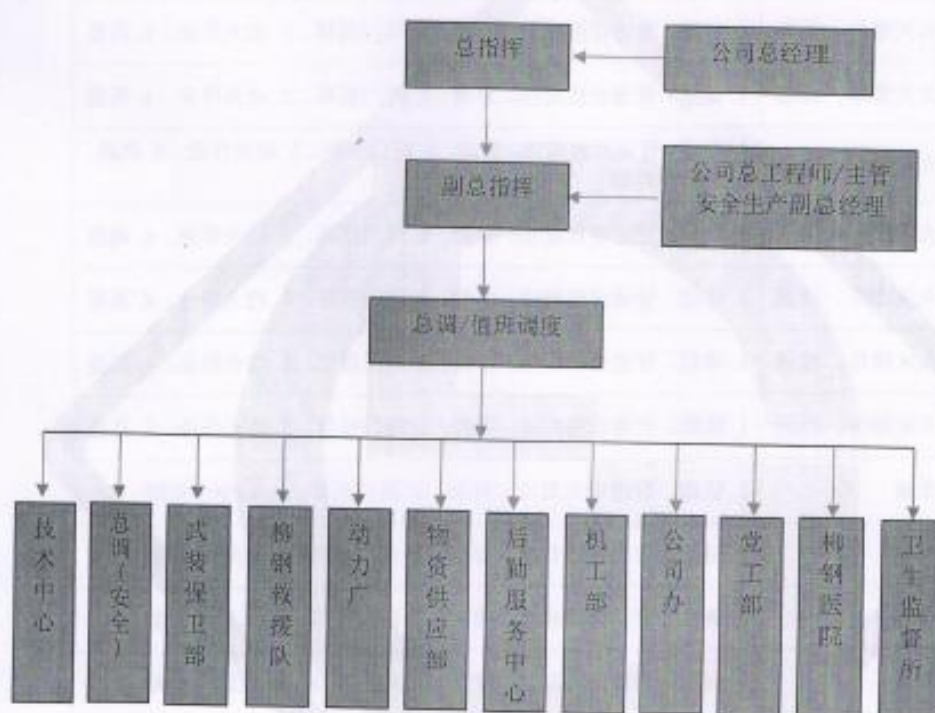 总指挥
公司总经理
副总指挥
公司总工程师/主管
安全生产副总经理
总调/值班调度
技术中心
总调(安全)
武装保卫部
柳钢救援队
动力厂
物资供应部
后勤服务中心
机工部
公司办
党工部
柳钢医院
卫生监督所